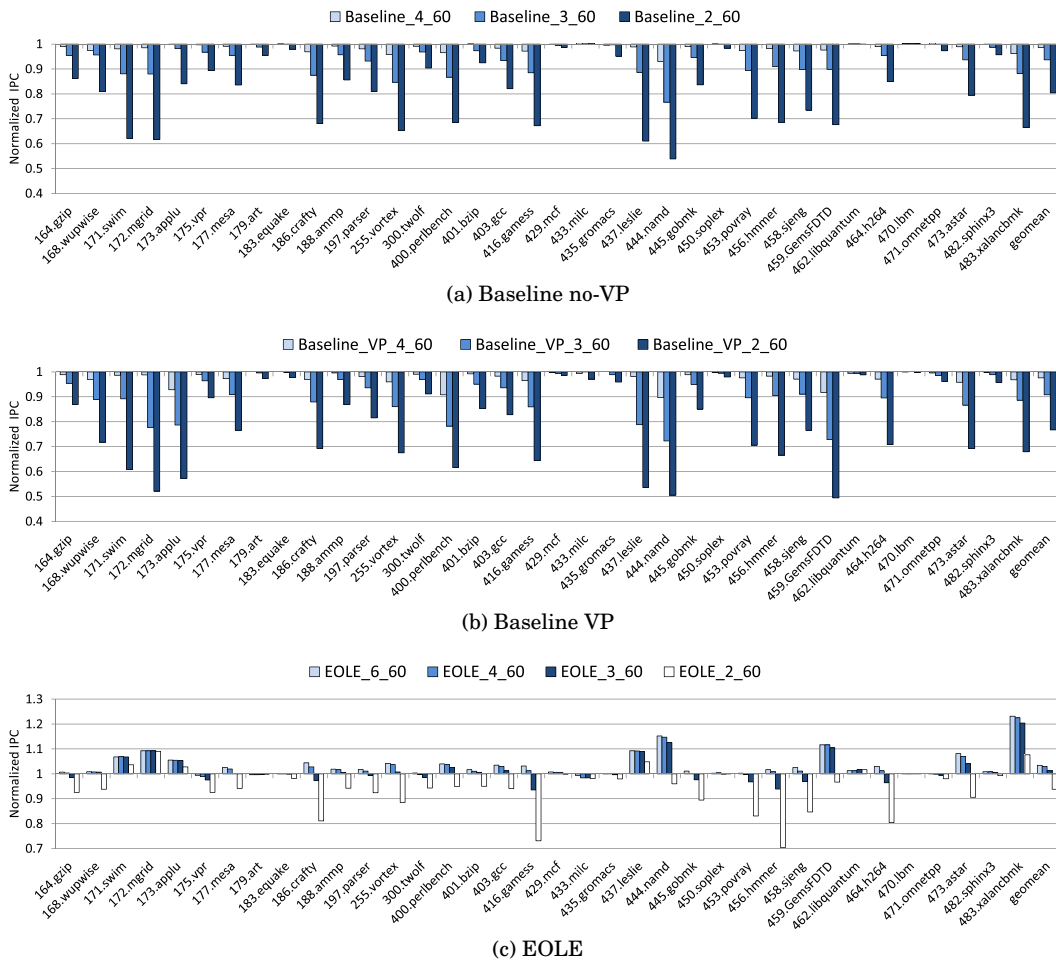 Baseline_4_60 Baseline_3_60 Baseline_2_60
Normalized IPC
1
0.9
0.8
0.7
0.6
0.5
0.4
164.gzip 168.wupwise 171.swim 172.mgrid 173.applu 175.vpr 177.mesa 179.art 183.equake 186.crafty 188.ammp 197.parser 255.vortex 300.twolf 400.perlbench 401.bzip 403.gcc 416.gamess 429.mcf 433.milc 435.gromacs 437.leslie 444.namd 445.gobmk 450.soplex 453.povray 456.hmmer 458.sjeng 459.GemsFDTD 462.libquantum 464.h264 470.lbm 471.omnetpp 473.astar 482.sphinx3 483.xalancbmk geomean
(a) Baseline no-VP
Baseline_VP_4_60 Baseline_VP_3_60 Baseline_VP_2_60
Normalized IPC
1
0.9
0.8
0.7
0.6
0.5
0.4
164.gzip 168.wupwise 171.swim 172.mgrid 173.applu 175.vpr 177.mesa 179.art 183.equake 186.crafty 188.ammp 197.parser 255.vortex 300.twolf 400.perlbench 401.bzip 403.gcc 416.gamess 429.mcf 433.milc 435.gromacs 437.leslie 444.namd 445.gobmk 450.soplex 453.povray 456.hmmer 458.sjeng 459.GemsFDTD 462.libquantum 464.h264 470.lbm 471.omnetpp 473.astar 482.sphinx3 483.xalancbmk geomean
(b) Baseline VP
EOLE_6_60 EOLE_4_60 EOLE_3_60 EOLE_2_60
Normalized IPC
1.3
1.2
1.1
1
0.9
0.8
0.7
164.gzip 168.wupwise 171.swim 172.mgrid 173.applu 175.vpr 177.mesa 179.art 183.equake 186.crafty 188.ammp 197.parser 255.vortex 300.twolf 400.perlbench 401.bzip 403.gcc 416.gamess 429.mcf 433.milc 435.gromacs 437.leslie 444.namd 445.gobmk 450.soplex 453.povray 456.hmmer 458.sjeng 459.GemsFDTD 462.libquantum 464.h264 470.lbm 471.omnetpp 473.astar 482.sphinx3 483.xalancbmk geomean
(c) EOLE